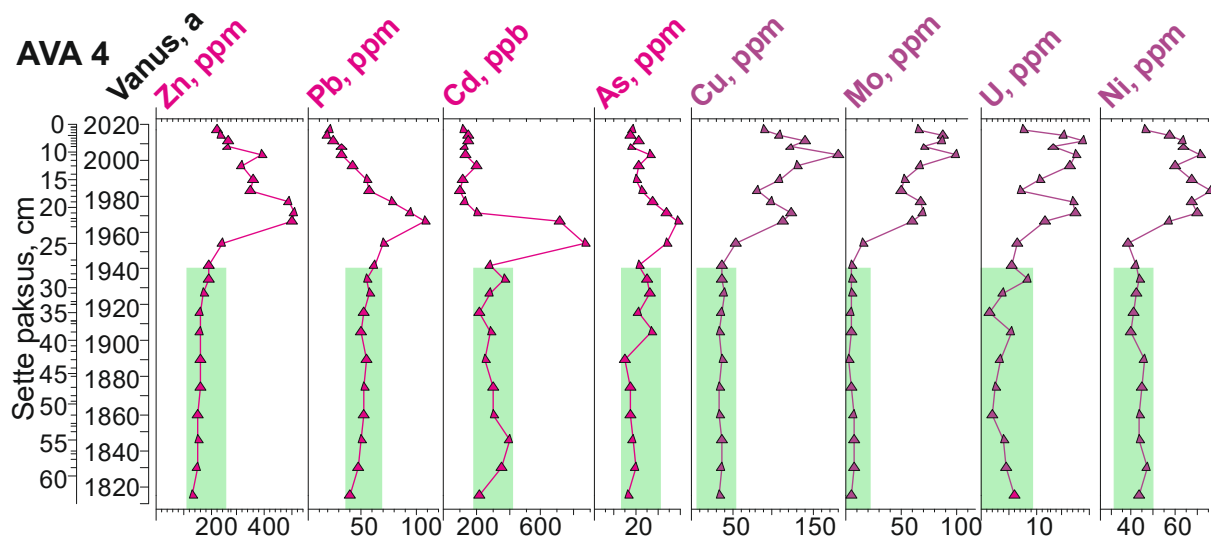 AVA 4
Vanus, a
Zn, ppm
Pb, ppm
Cd, ppb
As, ppm
Cu, ppm
Mo, ppm
U, ppm
Ni, ppm
Sette paksus, cm
0
10
15
20
25
30
35
40
45
50
55
60
2020
2000
1980
1960
1940
1920
1900
1880
1860
1840
1820
200 400
50 100
200 600
20
50 150
50 100
10
40 60